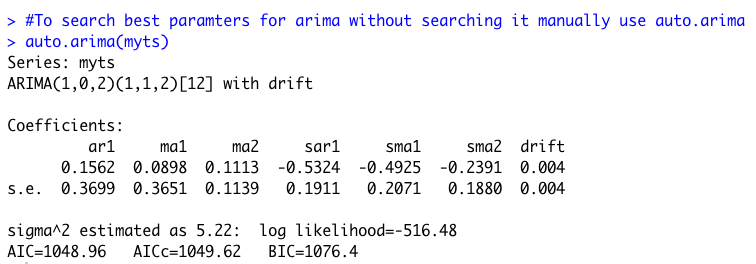 > #To search best paramters for arima without searching it manually use auto.arima
> auto.arima(myts)
Series: myts
ARIMA(1,0,2)(1,1,2)[12] with drift
Coefficients:
ar1 ma1 ma2 sar1 sma1 sma2 drift
0.1562 0.0898 0.1113 -0.5324 -0.4925 -0.2391 0.004
s.e. 0.3699 0.3651 0.1139 0.1911 0.2071 0.1880 0.004
sigma^2 estimated as 5.22: log likelihood=-516.48
AIC=1048.96 AICc=1049.62 BIC=1076.4